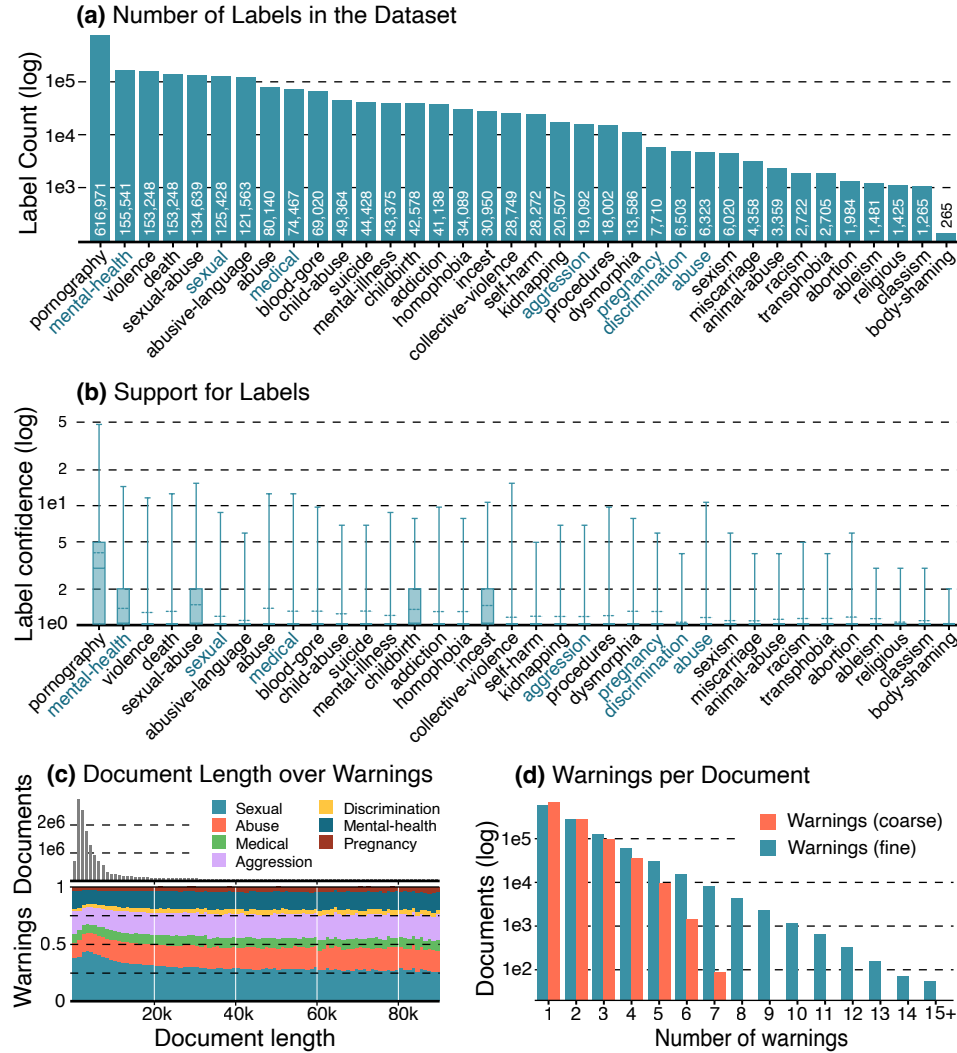 (a) Number of Labels in the Dataset
Label Count (log)
1e5
1e4
1e3
616,971
155,541
153,248
153,248
134,639
125,428
121,563
80,140
74,467
69,020
49,364
44,428
43,375
42,578
41,138
34,089
30,950
28,749
28,272
20,507
19,092
18,002
13,586
7,710
6,503
6,323
6,020
4,358
3,359
2,722
2,705
1,984
1,481
1,425
1,265
265
pornography
mental-health
violence
death
sexual-abuse
sexual
abusive-language
abuse
medical
blood-gore
child-abuse
suicide
mental-illness
childbirth
addiction
homophobia
incest
collective-violence
self-harm
kidnapping
aggression
procedures
dysmorphia
pregnancy
discrimination
abuse
sexism
miscarriage
animal-abuse
racism
transphobia
abortion
ableism
religious
classism
body-shaming
(b) Support for Labels
Label confidence (log)
5
2
1e1
5
2
1e0
pornography
mental-health
violence
death
sexual-abuse
sexual
abusive-language
abuse
medical
blood-gore
child-abuse
suicide
mental-illness
childbirth
addiction
homophobia
incest
collective-violence
self-harm
kidnapping
aggression
procedures
dysmorphia
pregnancy
discrimination
abuse
sexism
miscarriage
animal-abuse
racism
transphobia
abortion
ableism
religious
classism
body-shaming
(c) Document Length over Warnings
Documents
2e6
1e6
Sexual
Abuse
Medical
Aggression
Discrimination
Mental-health
Pregnancy
Warnings
1
0.5
0
20k
40k
60k
80k
Document length
(d) Warnings per Document
Documents (log)
1e5
1e4
1e3
1e2
Warnings (coarse)
Warnings (fine)
1 2 3 4 5 6 7 8 9 10 11 12 13 14 15+
Number of warnings